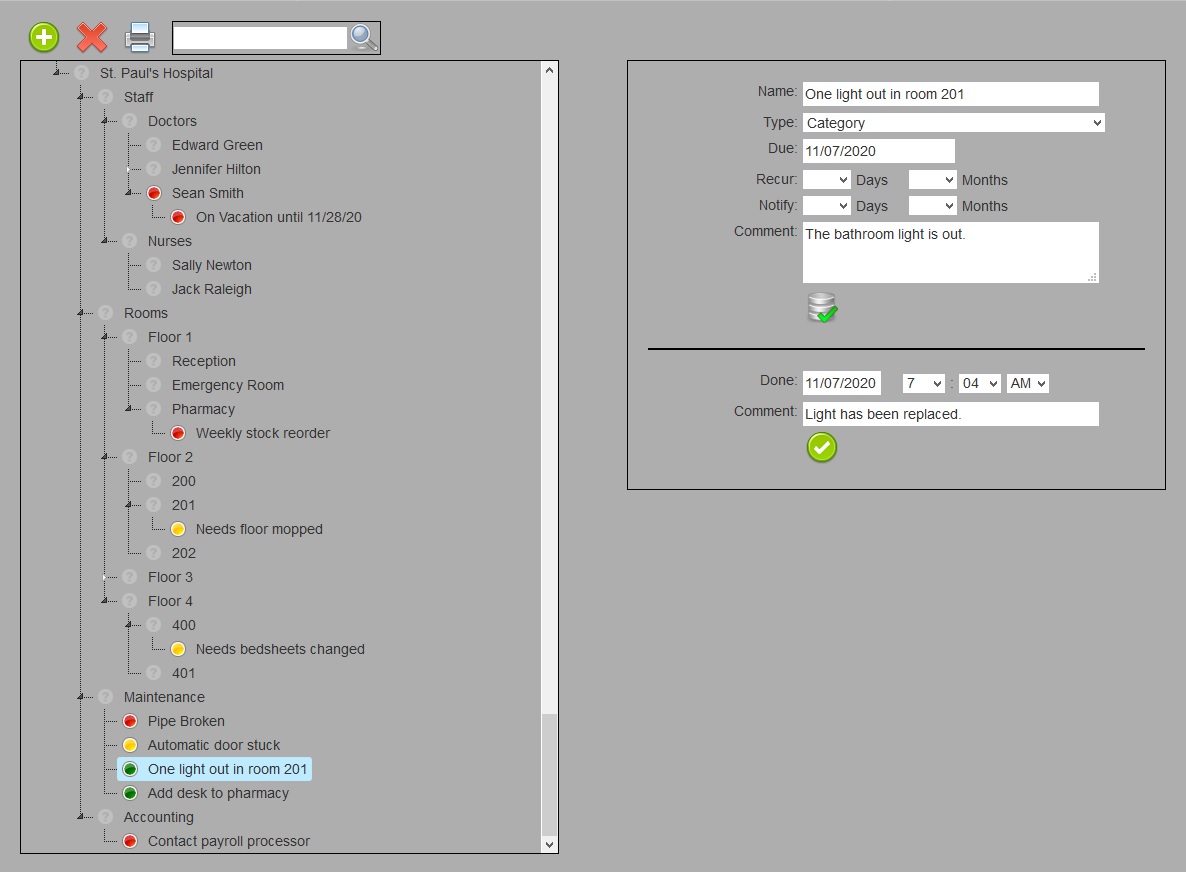 St. Paul's Hospital
Staff
Doctors
Edward Green
Jennifer Hilton
Sean Smith
On Vacation until 11/28/20
Nurses
Sally Newton
Jack Raleigh
Rooms
Floor 1
Reception
Emergency Room
Pharmacy
Weekly stock reorder
Floor 2
200
201
Needs floor mopped
202
Floor 3
Floor 4
400
Needs bedsheets changed
401
Maintenance
Pipe Broken
Automatic door stuck
One light out in room 201
Add desk to pharmacy
Accounting
Contact payroll processor
Name: One light out in room 201
Type: Category
Due: 11/07/2020
Recur: Days Months
Notify: Days Months
Comment: The bathroom light is out.
Done: 11/07/2020 7 : 04 AM
Comment: Light has been replaced.